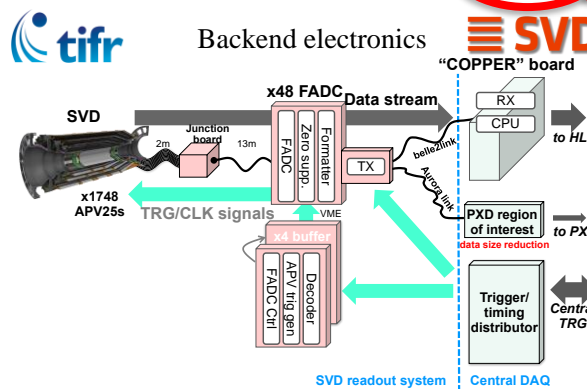 tifr
Backend electronics
SVD
"COPPER" board
x48 FADC
Data stream
SVD
Junction
board
2m
13m
FADC
Zero supp.
Formatter
TX
RX
CPU
to HL
belle2link
Aurora link
x1748
APV25s
TRG/CLK signals
VME
PXD region
of interest
to PX
data size reduction
x4 buffer
FADC Ctrl
APV trig gen
Decoder
Trigger/
timing
distributor
Centra
TRG
SVD readout system
Central DAQ